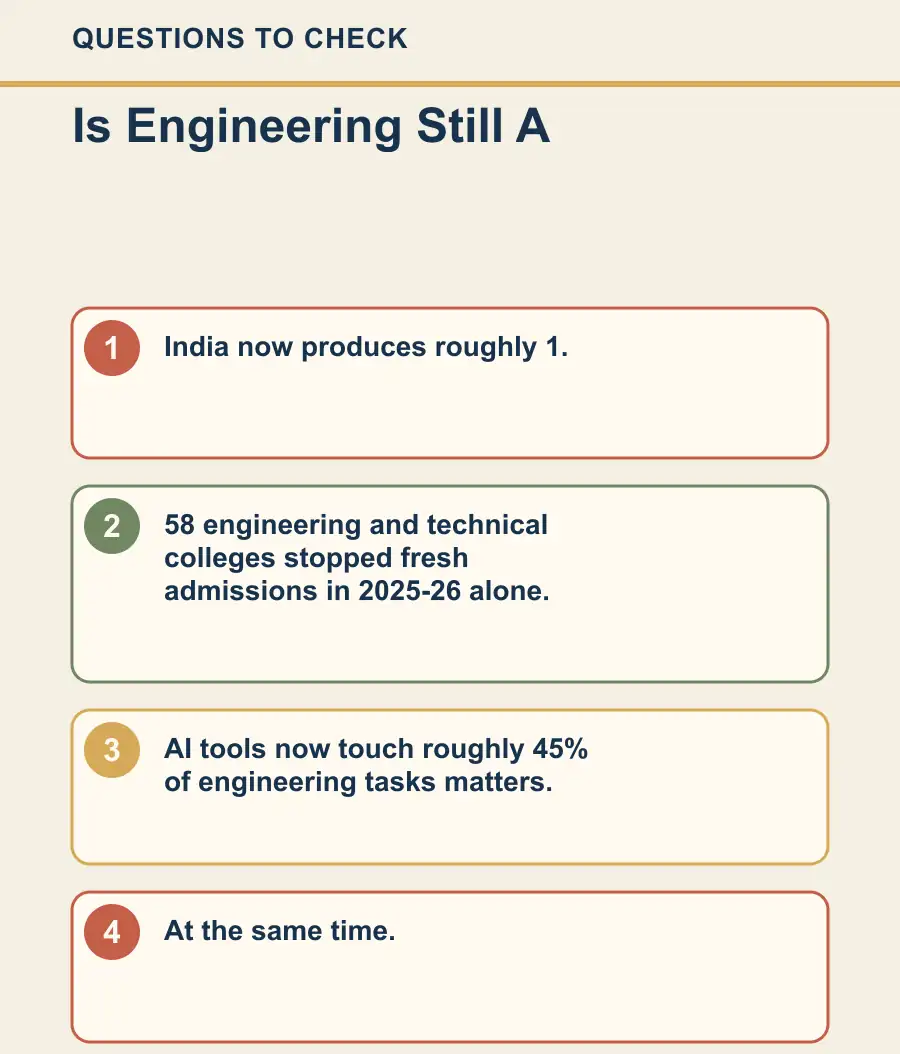 QUESTIONS TO CHECK
Is Engineering Still A
1
India now produces roughly 1.
2
58 engineering and technical
colleges stopped fresh
admissions in 2025-26 alone.
3
AI tools now touch roughly 45%
of engineering tasks matters.
4
At the same time.